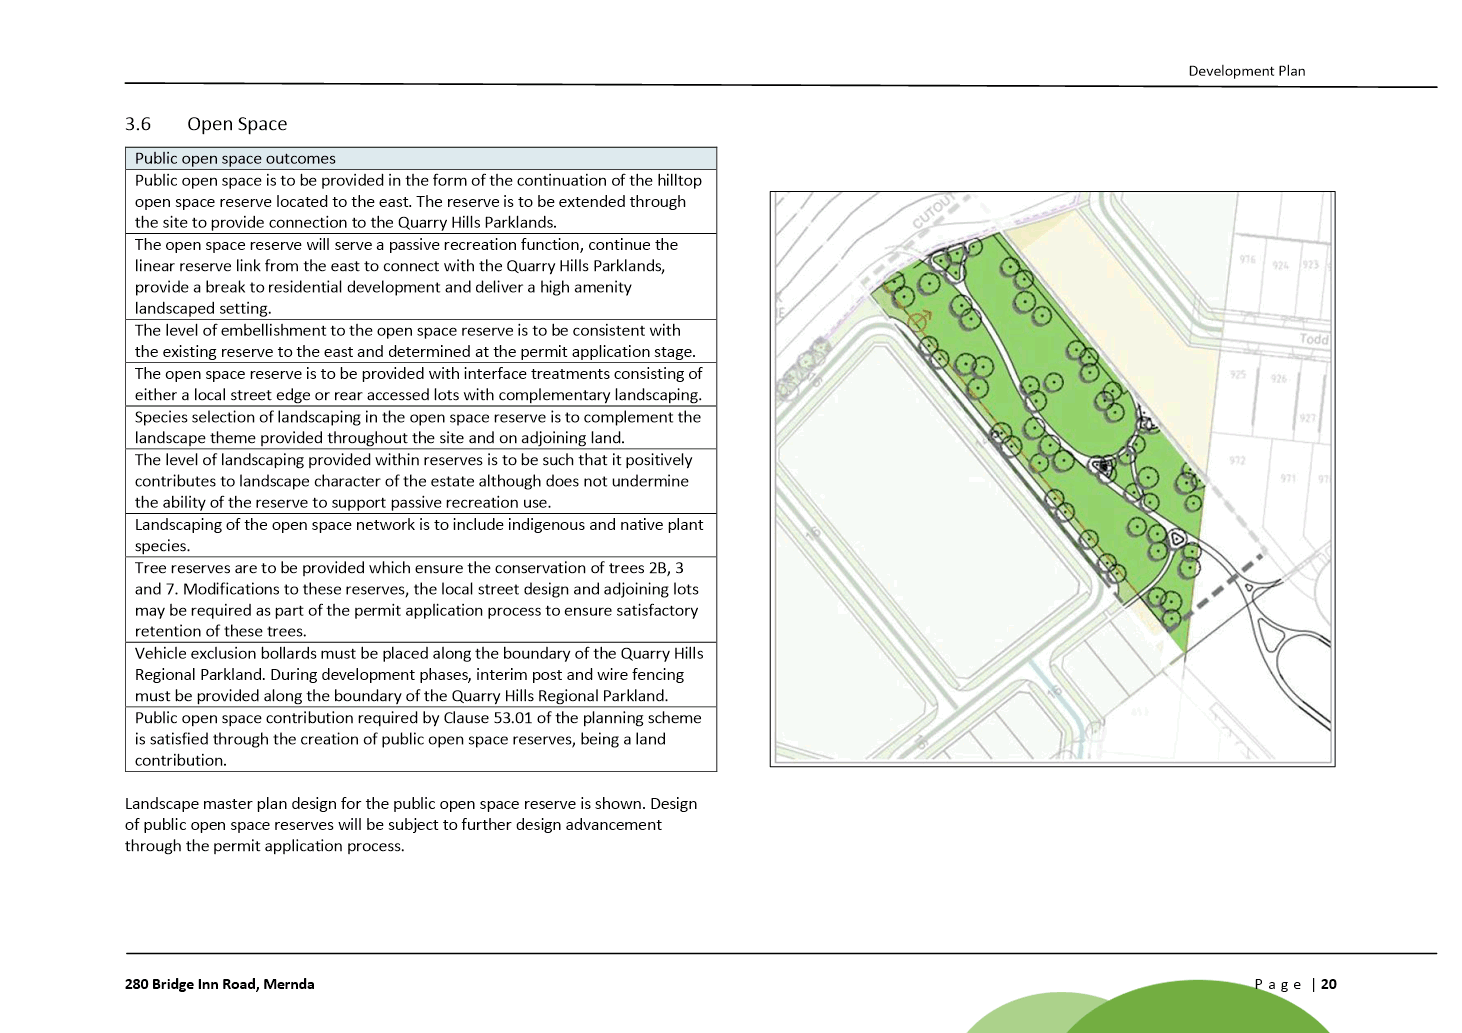 Development Plan
3.6 Open Space
Public open space outcomes
Public open space is to be provided in the form of the continuation of the hilltop
open space reserve located to the east. The reserve is to be extended through
the site to provide connection to the Quarry Hills Parklands.
The open space reserve will serve a passive recreation function, continue the
linear reserve link from the east to connect with the Quarry Hills Parklands,
provide a break to residential development and deliver a high amenity
landscaped setting.
The level of embellishment to the open space reserve is to be consistent with
the existing reserve to the east and determined at the permit application stage.
The open space reserve is to be provided with interface treatments consisting of
either a local street edge or rear accessed lots with complementary landscaping.
Species selection of landscaping in the open space reserve is to complement the
landscape theme provided throughout the site and on adjoining land.
The level of landscaping provided within reserves is to be such that it positively
contributes to landscape character of the estate although does not undermine
the ability of the reserve to support passive recreation use.
Landscaping of the open space network is to include indigenous and native plant
species.
Tree reserves are to be provided which ensure the conservation of trees 2B, 3
and 7. Modifications to these reserves, the local street design and adjoining lots
may be required as part of the permit application process to ensure satisfactory
retention of these trees.
Vehicle exclusion bollards must be placed along the boundary of the Quarry Hills
Regional Parkland. During development phases, interim post and wire fencing
must be provided along the boundary of the Quarry Hills Regional Parkland.
Public open space contribution required by Clause 53.01 of the planning scheme
is satisfied through the creation of public open space reserves, being a land
contribution.
Landscape master plan design for the public open space reserve is shown. Design
of public open space reserves will be subject to further design advancement
through the permit application process.
CUTOUT
976 924 923
Todd
925 926
927
972
971
16
16
16
16
280 Bridge Inn Road, Mernda
Page | 20